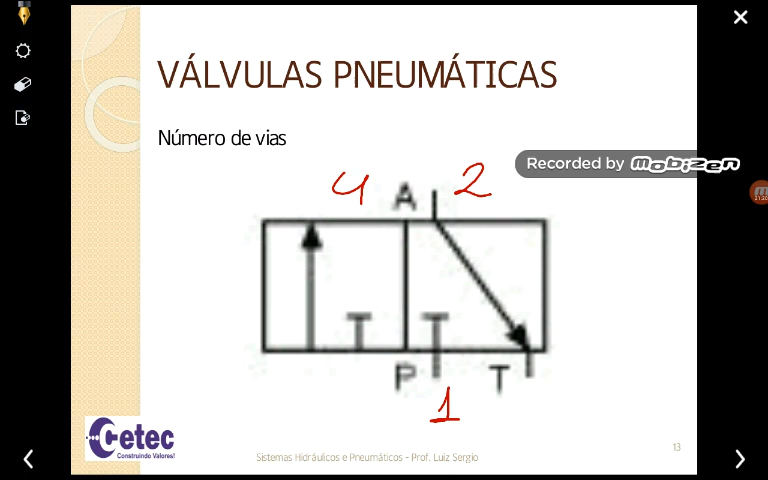 VÁLVULAS PNEUMÁTICAS
Número de vias
Recorded by mobizen
4 A 2
P T
1
etec
Construindo Valores!
Sistemas Hidráulicos e Pneumáticos - Prof. Luiz Sergio
13